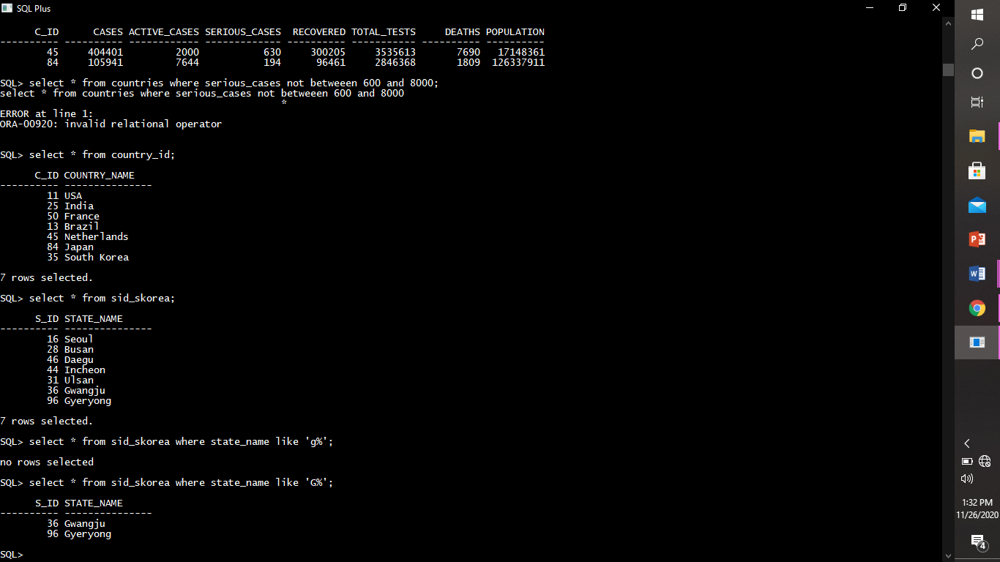 SQL Plus
C_ID CASES ACTIVE_CASES SERIOUS_CASES RECOVERED TOTAL_TESTS DEATHS POPULATION
---------- ---------- ------------ ------------- ---------- ----------- ---------- ----------
45 404401 2000 630 300205 3535613 7690 17148361
84 105941 7644 194 96461 2846368 1809 126337911
SQL> select * from countries where serious_cases not betweeen 600 and 8000;
select * from countries where serious_cases not betweeen 600 and 8000
*
ERROR at line 1:
ORA-00920: invalid relational operator
SQL> select * from country_id;
C_ID COUNTRY_NAME
---------- ---------------
11 USA
25 India
50 France
13 Brazil
45 Netherlands
84 Japan
35 South Korea
7 rows selected.
SQL> select * from sid_skorea;
S_ID STATE_NAME
---------- ---------------
16 Seoul
28 Busan
46 Daegu
44 Incheon
31 Ulsan
36 Gwangju
96 Gyeryong
7 rows selected.
SQL> select * from sid_skorea where state_name like 'g%';
no rows selected
SQL> select * from sid_skorea where state_name like 'G%';
S_ID STATE_NAME
---------- ---------------
36 Gwangju
96 Gyeryong
SQL>
P
W
1:32 PM
11/26/2020
4